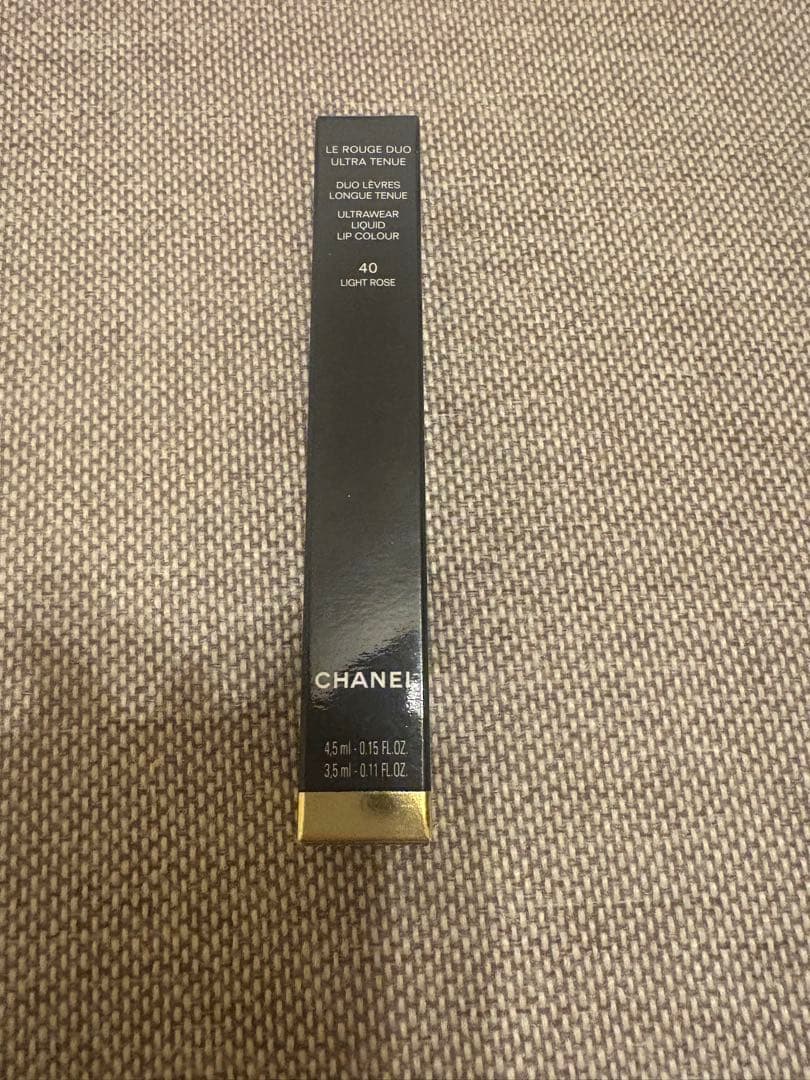 LE ROUGE DUO
ULTRA TENUE
DUO LÈVRES
LONGUE TENUE
ULTRAWEAR
LIQUID
LIP COLOUR
40
LIGHT ROSE
CHANEL
4,5 ml - 0.15 FL.OZ.
3,5 ml - 0.11 FL.OZ.